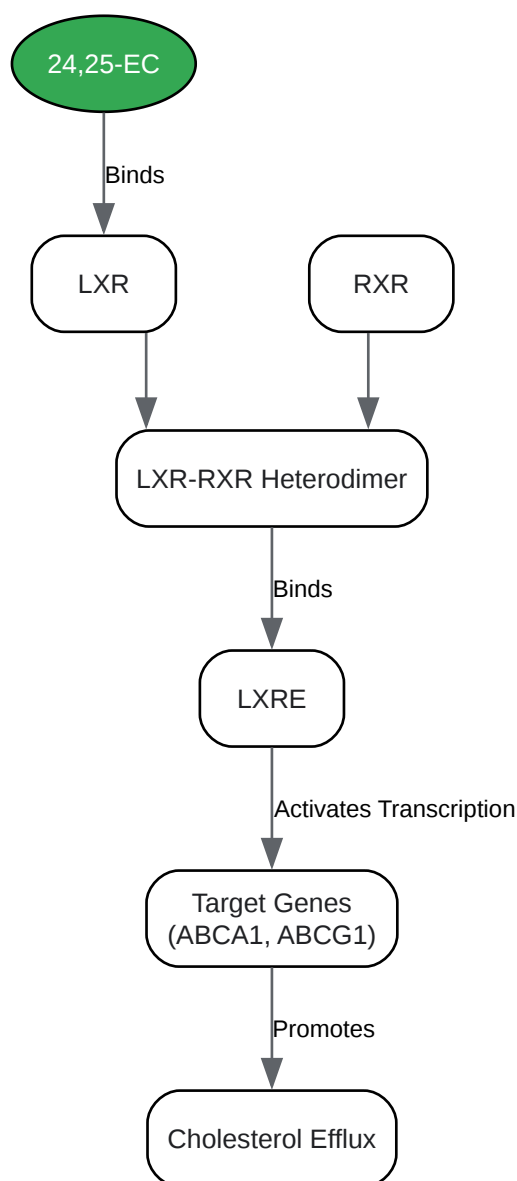 24,25-EC
Binds
LXR
RXR
LXR-RXR Heterodimer
Binds
LXRE
Activates Transcription
Target Genes
(ABCA1, ABCG1)
Promotes
Cholesterol Efflux